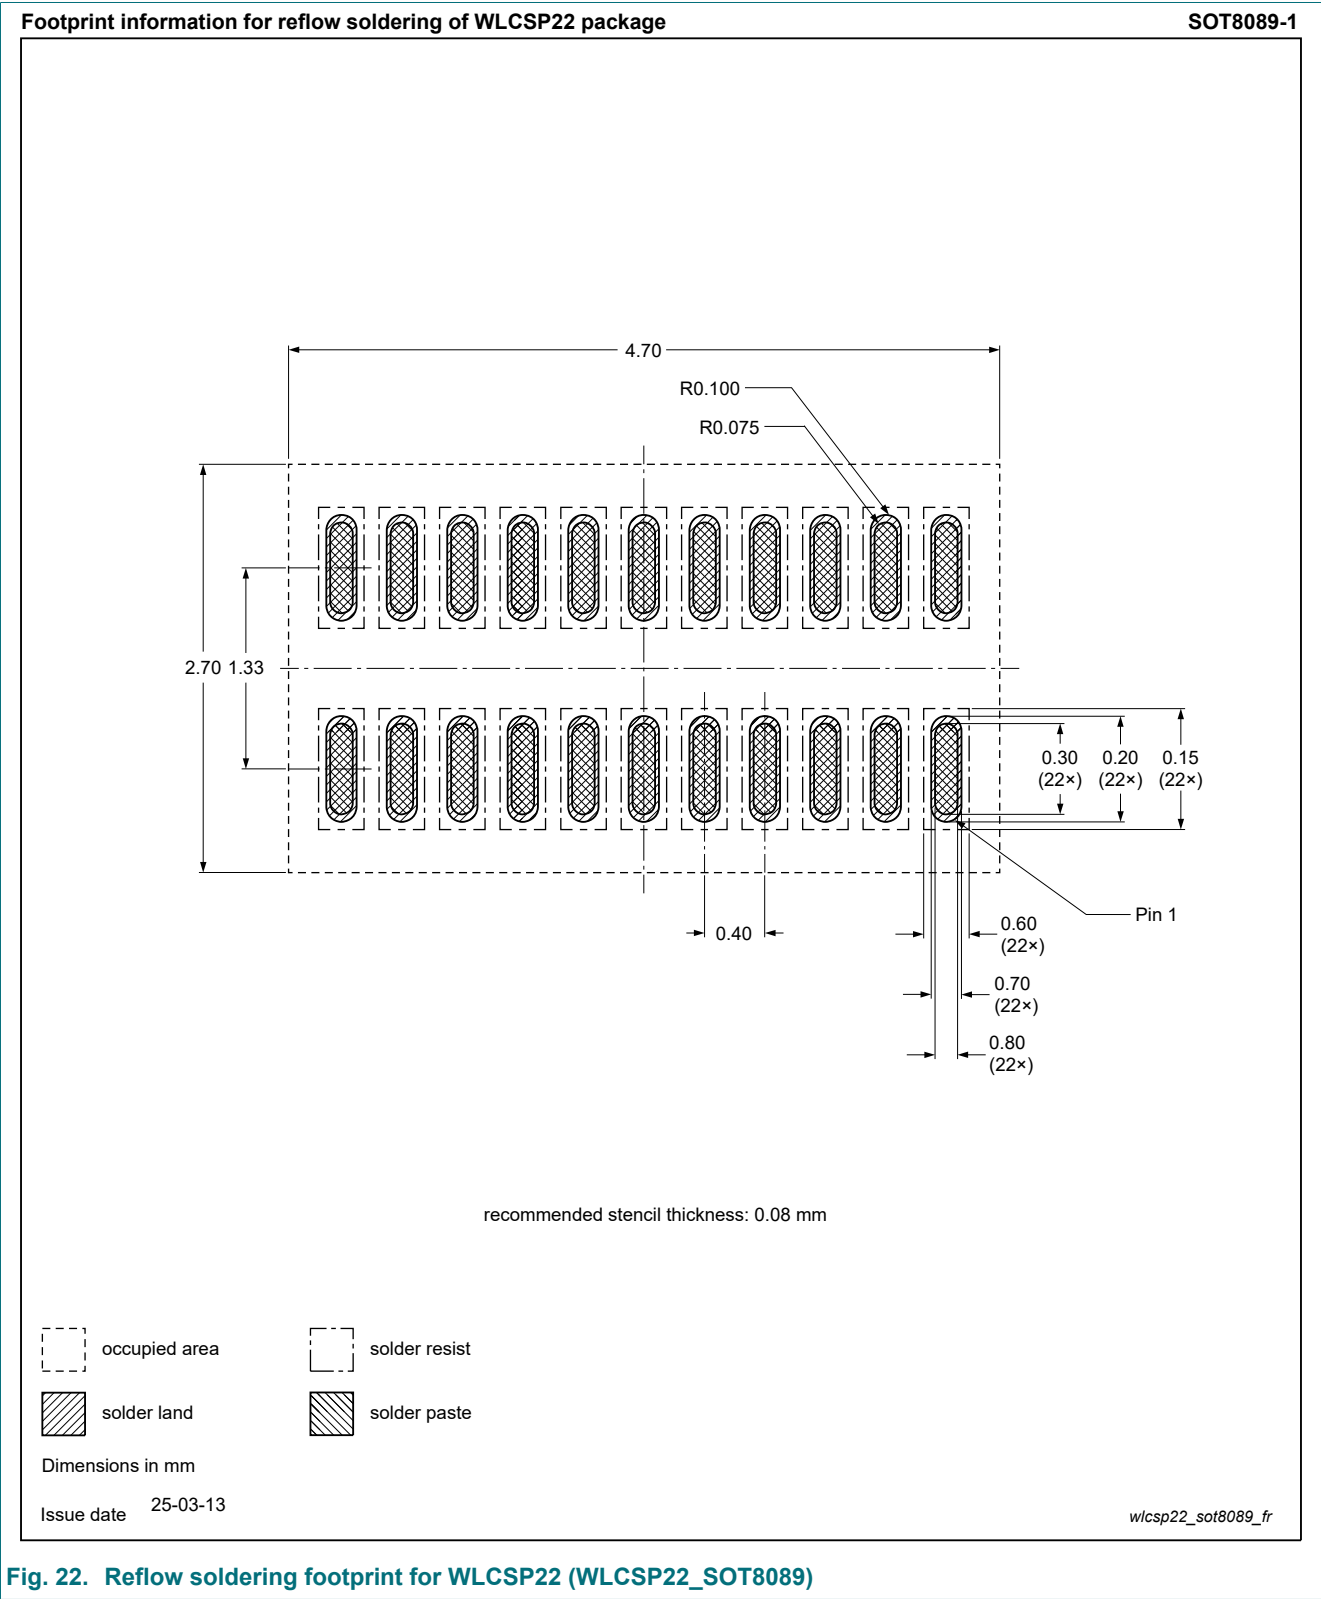 Footprint information for reflow soldering of WLCSP22 package SOT8089-1
4.70
R0.100
R0.075
2.70 1.33
0.30 0.20 0.15
(22×) (22×) (22×)
Pin 1
0.60
(22×)
0.40
0.70
(22×)
0.80
(22×)
recommended stencil thickness: 0.08 mm
occupied area solder resist
solder land solder paste
Dimensions in mm
Issue date 25-03-13
wlcsp22_sot8089_fr
Fig. 22. Reflow soldering footprint for WLCSP22 (WLCSP22_SOT8089)